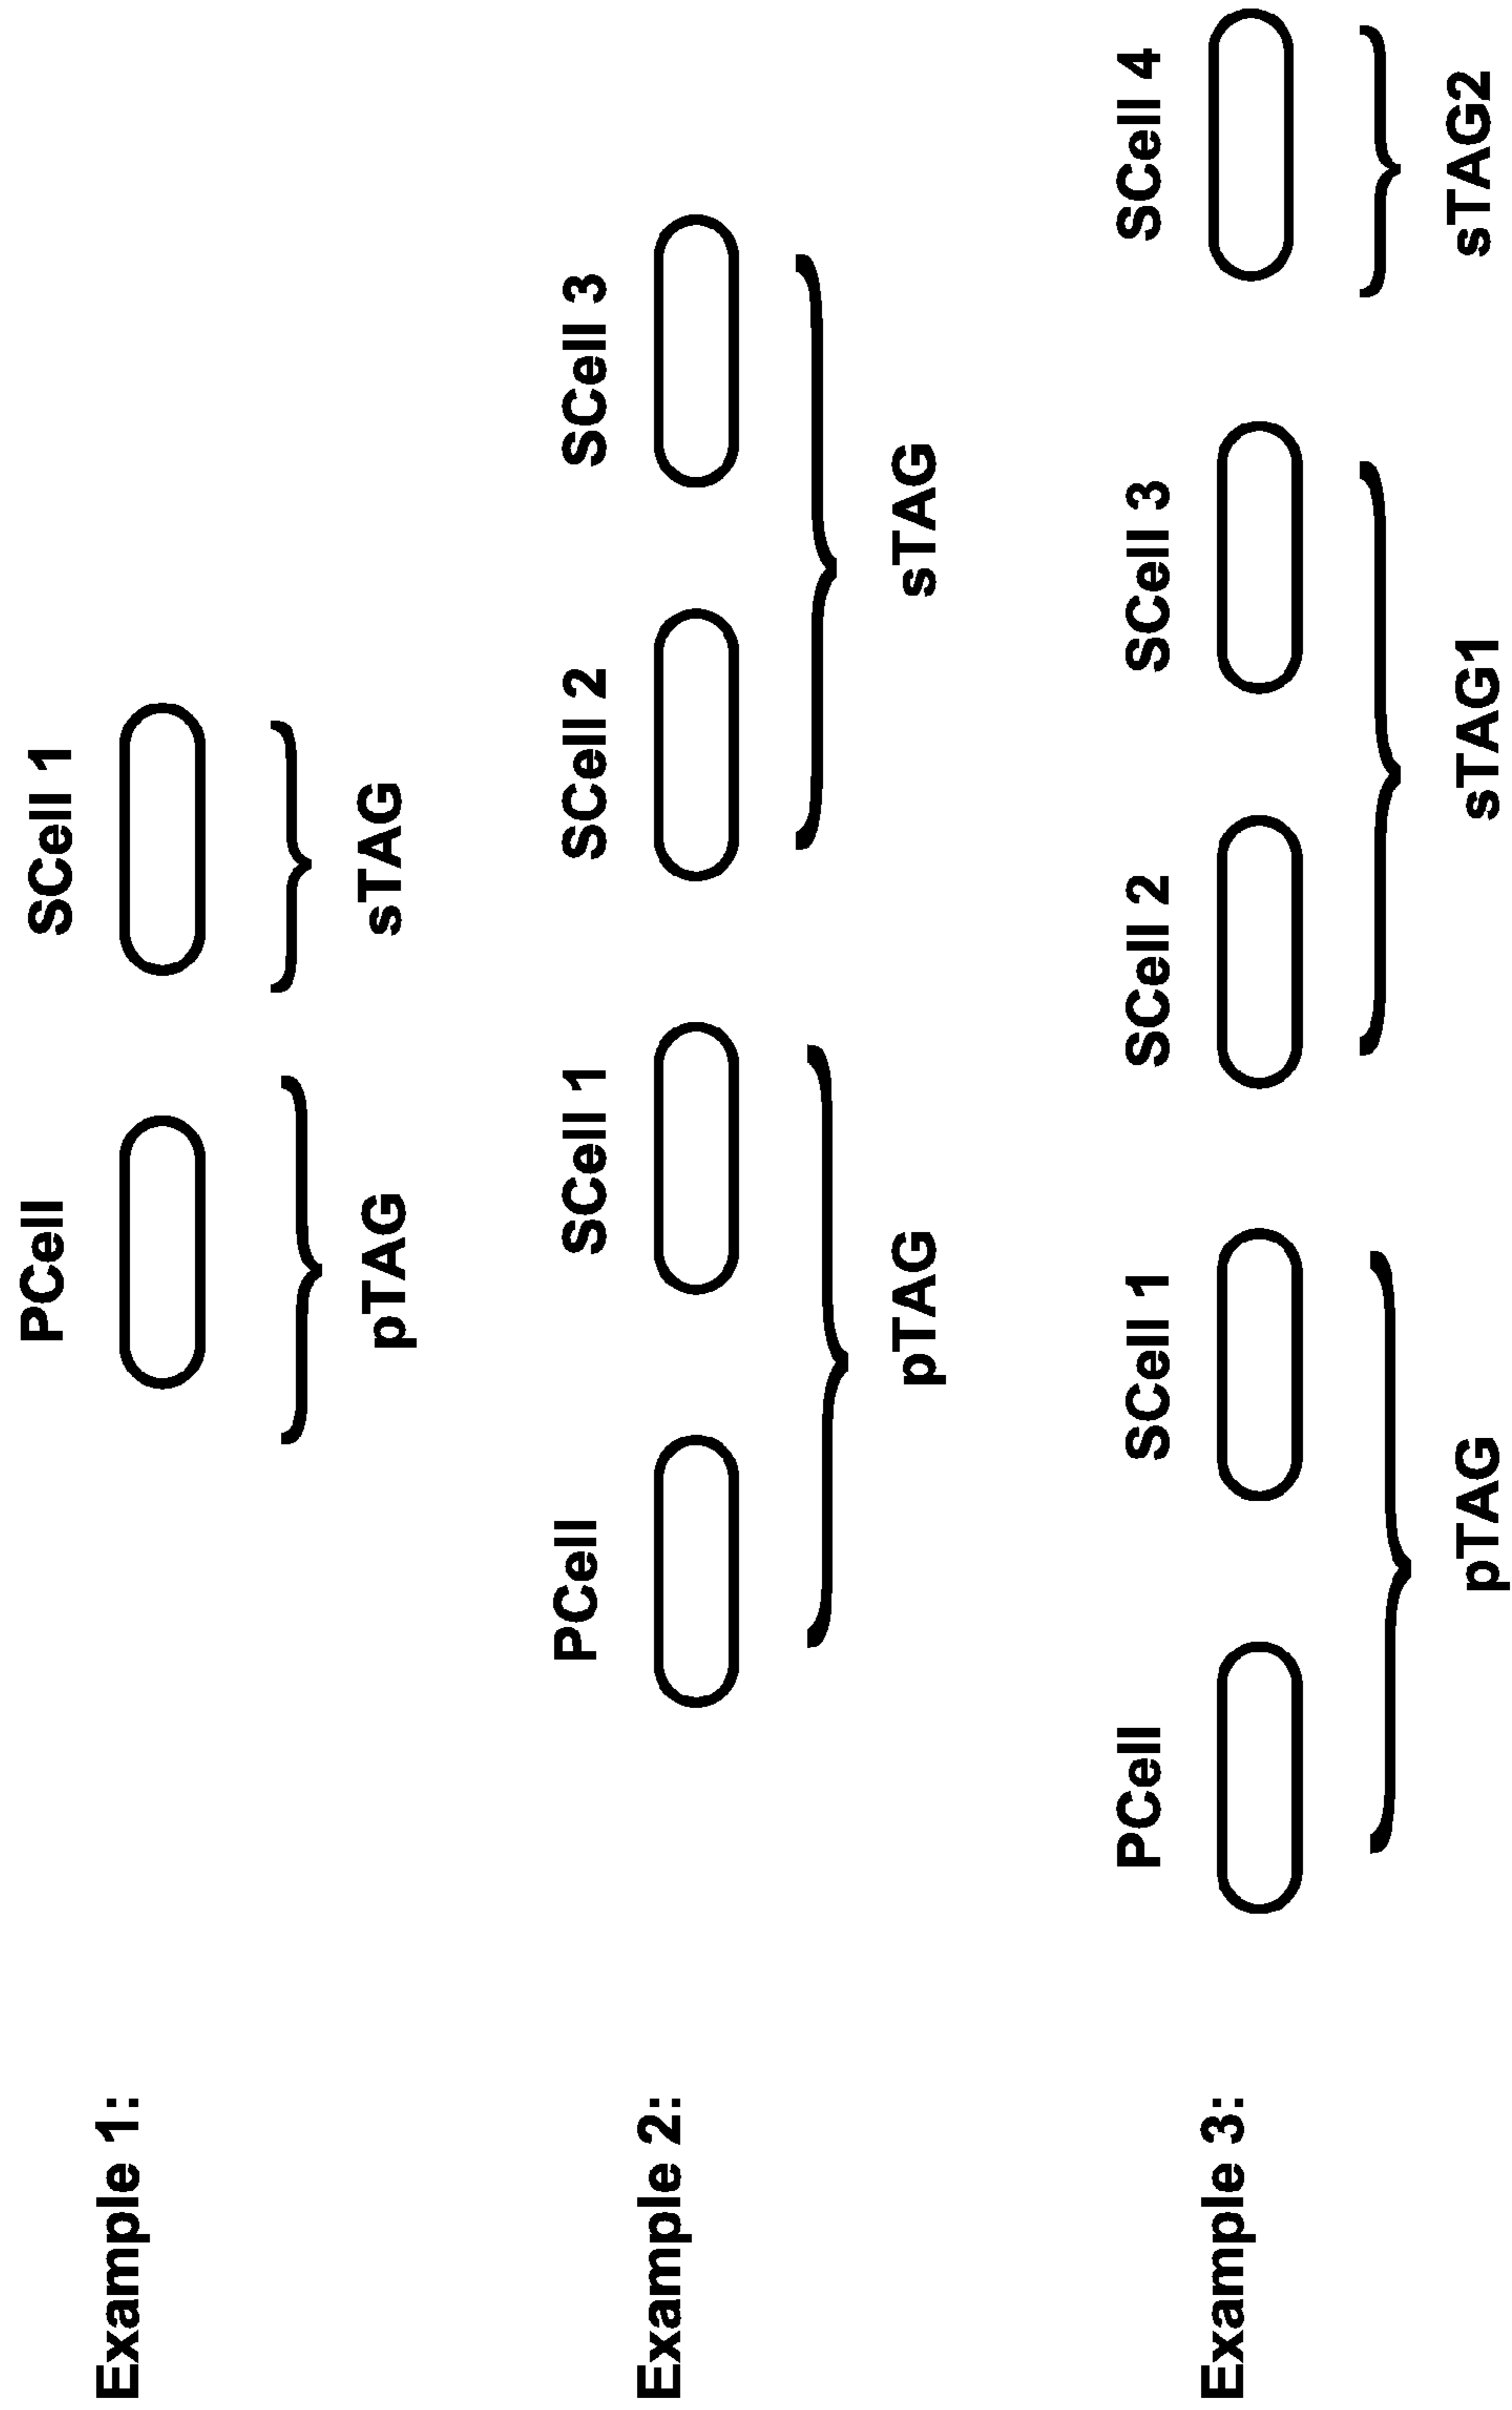 PCell SCell 1
Example 1:
pTAG sTAG
PCell SCell 1 SCell 2 SCell 3
Example 2:
pTAG sTAG
PCell SCell 1 SCell 2 SCell 3 SCell 4
Example 3:
pTAG sTAG1 sTAG2